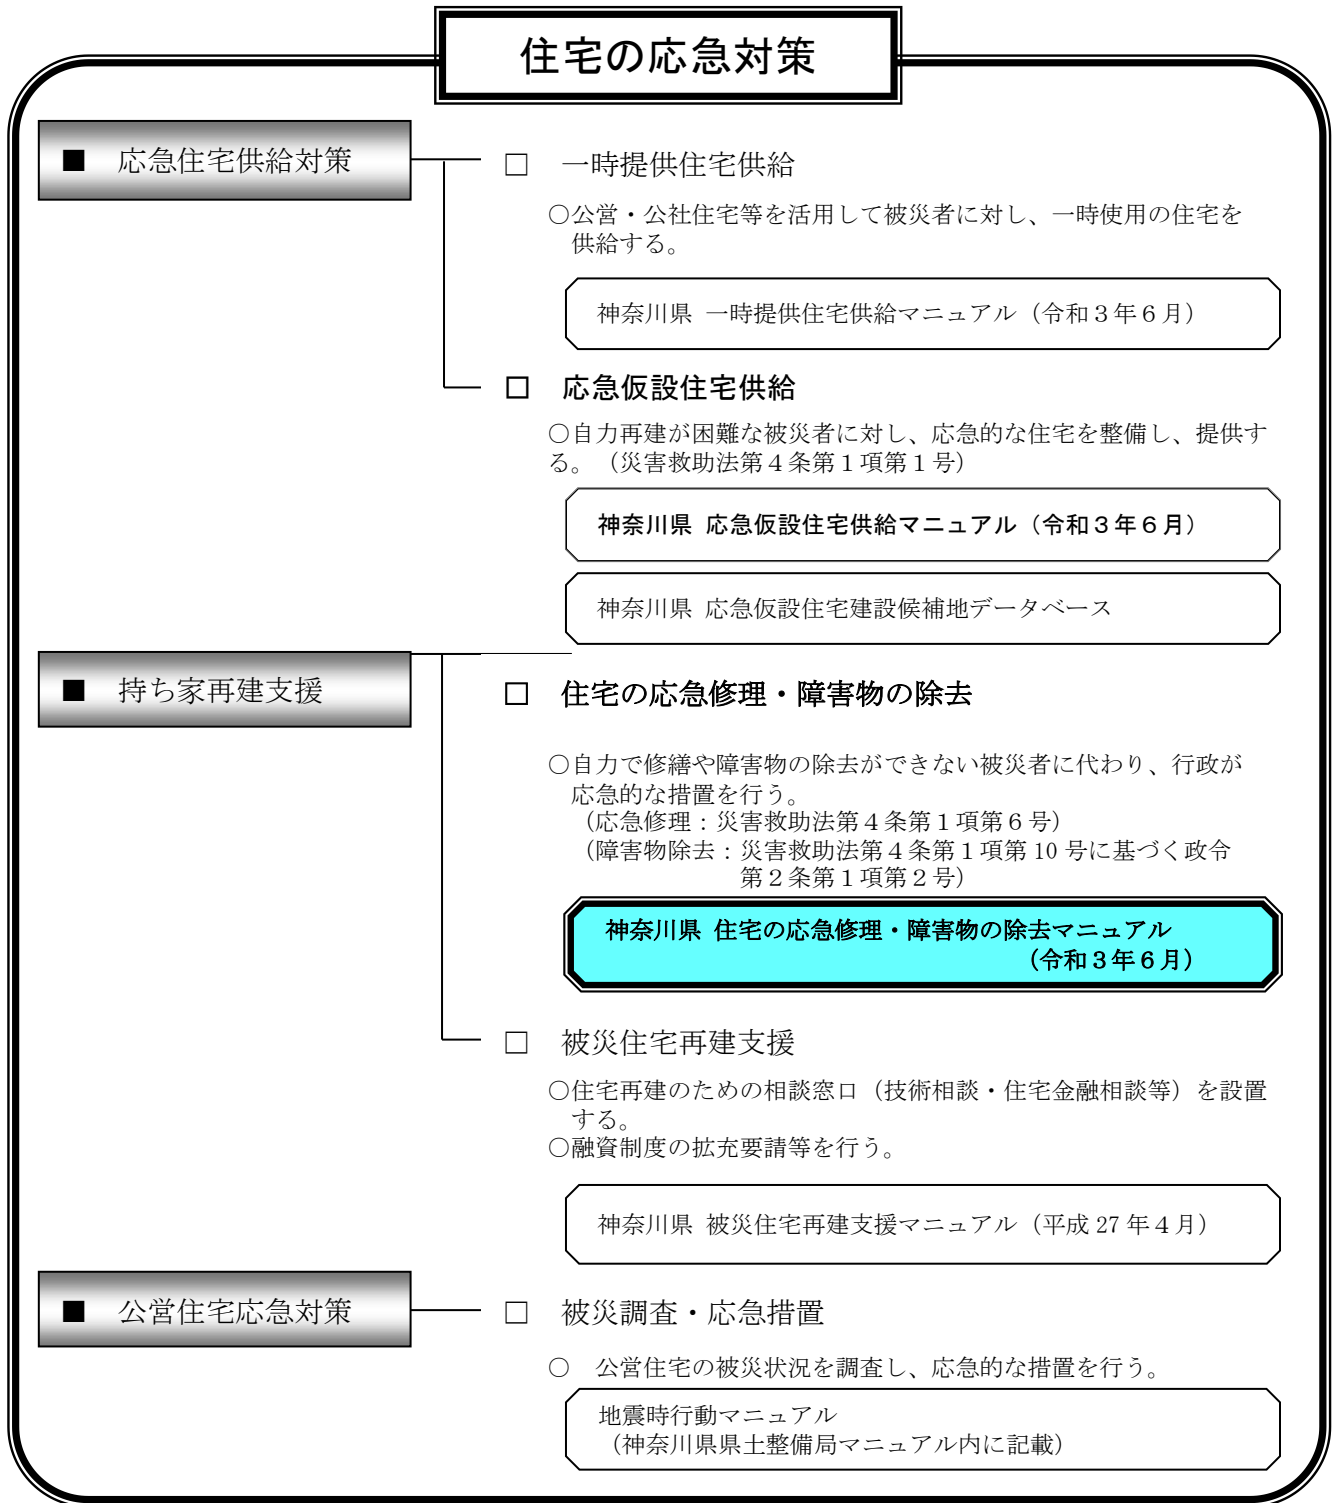 住宅の応急対策
■ 応急住宅供給対策
□ 一時提供住宅供給
○公営・公社住宅等を活用して被災者に対し、一時使用の住宅を
供給する。
神奈川県 一時提供住宅供給マニュアル（令和３年６月）
□ 応急仮設住宅供給
○自力再建が困難な被災者に対し、応急的な住宅を整備し、提供す
る。（災害救助法第４条第１項第１号）
神奈川県 応急仮設住宅供給マニュアル（令和３年６月）
神奈川県 応急仮設住宅建設候補地データベース
■ 持ち家再建支援
□ 住宅の応急修理・障害物の除去
○自力で修繕や障害物の除去ができない被災者に代わり、行政が
応急的な措置を行う。
（応急修理：災害救助法第４条第１項第６号）
（障害物除去：災害救助法第４条第１項第 10 号に基づく政令
第２条第１項第２号）
神奈川県 住宅の応急修理・障害物の除去マニュアル
（令和３年６月）
□ 被災住宅再建支援
○住宅再建のための相談窓口（技術相談・住宅金融相談等）を設置
する。
○融資制度の拡充要請等を行う。
神奈川県 被災住宅再建支援マニュアル（平成 27 年４月）
■ 公営住宅応急対策
□ 被災調査・応急措置
○ 公営住宅の被災状況を調査し、応急的な措置を行う。
地震時行動マニュアル
（神奈川県県土整備局マニュアル内に記載）